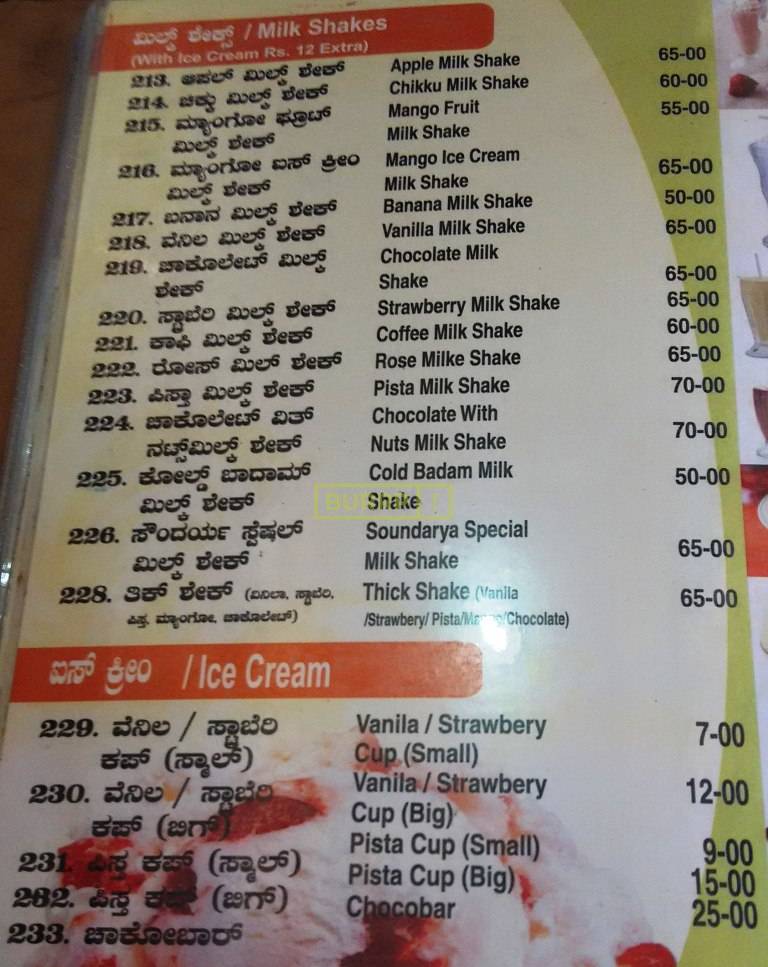 ಮಿಲ್ಕ್ ಶೇಕ್ಸ್ / Milk Shakes
(With Ice Cream Rs. 12 Extra)
213. ಆಪಲ್ ಮಿಲ್ಕ್ ಶೇಕ್ Apple Milk Shake 65-00
214. ಚಿಕ್ಕು ಮಿಲ್ಕ್ ಶೇಕ್ Chikku Milk Shake 60-00
215. ಮ್ಯಾಂಗೋ ಫ್ರೂಟ್ Mango Fruit 55-00
ಮಿಲ್ಕ್ ಶೇಕ್ Milk Shake
216. ಮ್ಯಾಂಗೋ ಐಸ್ ಕ್ರೀಂ Mango Ice Cream
ಮಿಲ್ಕ್ ಶೇಕ್ Milk Shake 65-00
217. ಬನಾನ ಮಿಲ್ಕ್ ಶೇಕ್ Banana Milk Shake 50-00
218. ವೆನಿಲ ಮಿಲ್ಕ್ ಶೇಕ್ Vanilla Milk Shake 65-00
219. ಚಾಕೊಲೇಟ್ ಮಿಲ್ಕ್ Chocolate Milk
ಶೇಕ್ Shake 65-00
220. ಸ್ಟ್ರಾಬೆರಿ ಮಿಲ್ಕ್ ಶೇಕ್ Strawberry Milk Shake 65-00
221. ಕಾಫಿ ಮಿಲ್ಕ್ ಶೇಕ್ Coffee Milk Shake 60-00
222. ರೋಸ್ ಮಿಲ್ ಶೇಕ್ Rose Milke Shake 65-00
223. ಪಿಸ್ತಾ ಮಿಲ್ಕ್ ಶೇಕ್ Pista Milk Shake 70-00
224. ಚಾಕೊಲೇಟ್ ವಿತ್ Chocolate With
ನಟ್ಸ್‌ಮಿಲ್ಕ್ ಶೇಕ್ Nuts Milk Shake 70-00
225. ಕೋಲ್ಡ್ ಬಾದಾಮ್ Cold Badam Milk 50-00
ಮಿಲ್ಕ್ ಶೇಕ್ Shake
226. ಸೌಂದರ್ಯ ಸ್ಪೆಷಲ್ Soundarya Special
ಮಿಲ್ಕ್ ಶೇಕ್ Milk Shake 65-00
228. ತಿಕ್ ಶೇಕ್ (ವಿನಿಲಾ, ಸ್ಟ್ರಾಬೆರಿ, Thick Shake (Vanila 65-00
ಪಿಸ್ತ, ಮ್ಯಾಂಗೋ, ಚಾಕೊಲೇಟ್) /Strawbery/ Pista/Mango/Chocolate)
ಐಸ್ ಕ್ರೀಂ / Ice Cream
229. ವೆನಿಲ / ಸ್ಟ್ರಾಬೆರಿ Vanila / Strawbery 7-00
ಕಪ್ (ಸ್ಮಾಲ್) Cup (Small)
230. ವೆನಿಲ / ಸ್ಟ್ರಾಬೆರಿ Vanila / Strawbery 12-00
ಕಪ್ (ಬಿಗ್) Cup (Big)
231. ಪಿಸ್ತ ಕಪ್ (ಸ್ಮಾಲ್) Pista Cup (Small) 9-00
232. ಪಿಸ್ತ ಕಪ್ (ಬಿಗ್) Pista Cup (Big) 15-00
233. ಚಾಕೋಬಾರ್ Chocobar 25-00